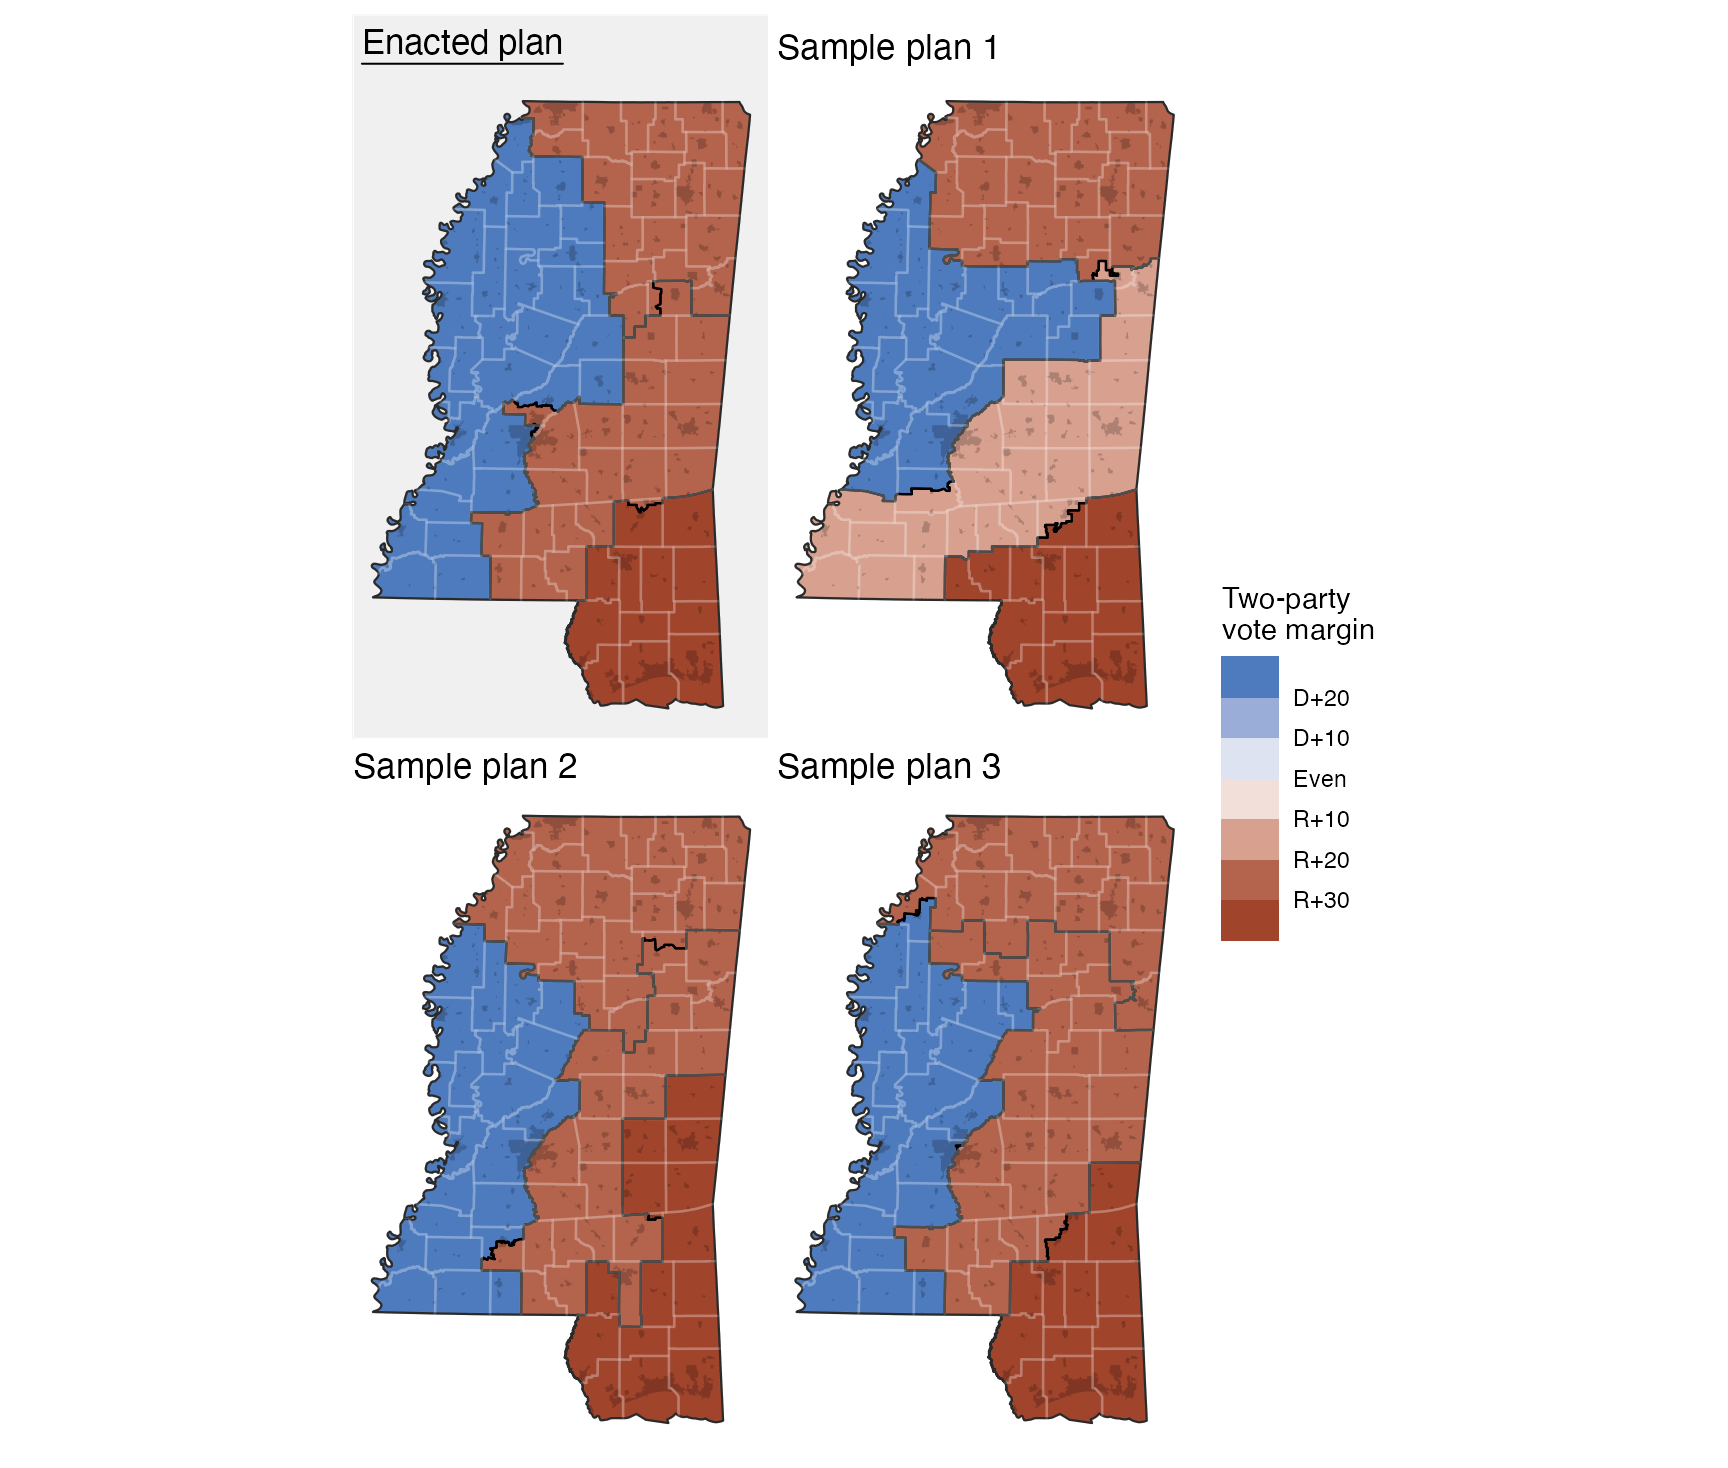 Enacted plan
Sample plan 1
Sample plan 2
Sample plan 3
Two-party
vote margin
D+20
D+10
Even
R+10
R+20
R+30